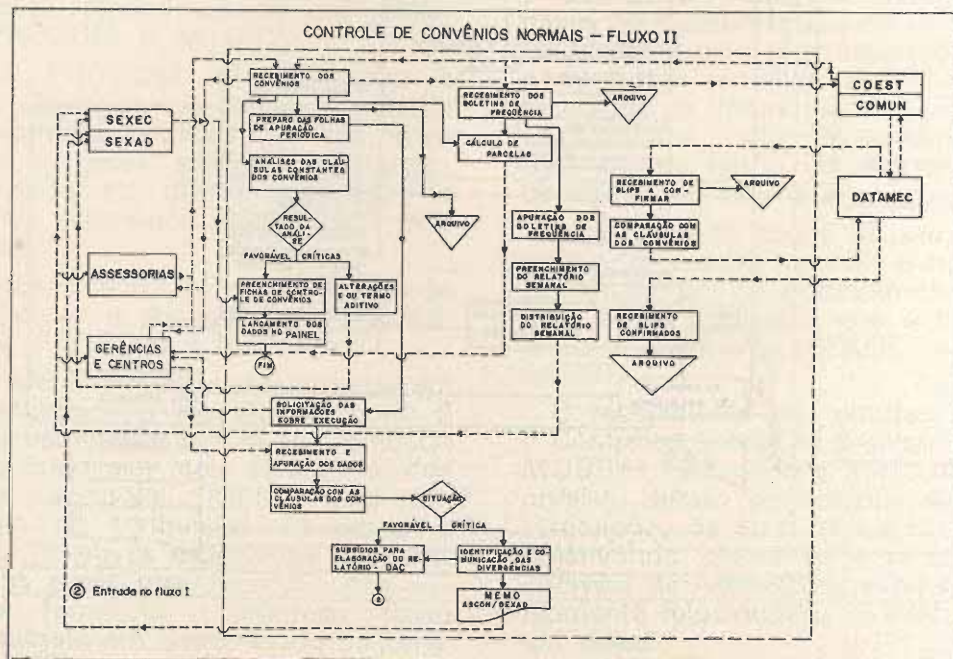 CONTROLE DE CONVÊNIOS NORMAIS — FLUXO II
RECEBIMENTO DOS
CONVÊNIOS
PREPARO DAS FOLHAS
DE APURAÇÃO
PERIÓDICA
ANÁLISES DAS CLÁU-
SULAS CONSTANTES
DOS CONVÊNIOS
RESUL-
TADO DA
ANÁLI-
SE
FAVORÁVEL
CRÍTICAS
PREENCHIMENTO DE
FICHAS DE CONTRO-
LE DE CONVÊNIOS
ALTERAÇÕES
E OU TERMO
ADITIVO
LANÇAMENTO DOS
DADOS NO PAINEL
FIM
ARQUIVO
SEXEC
SEXAD
ASSESSORIAS
GERÊNCIAS
E CENTROS
RECEBIMENTO DOS
BOLETINS DE
FREQUÊNCIA
ARQUIVO
CÁLCULO DE
PARCELAS
APURAÇÃO DOS
BOLETINS DE
FREQUÊNCIA
PREENCHIMENTO
DO RELATÓRIO
SEMANAL
DISTRIBUIÇÃO
DO RELATÓRIO
SEMANAL
RECEBIMENTO DE
SLIPS A CON-
FIRMAR
ARQUIVO
COMPARAÇÃO COM
AS CLÁUSULAS
DOS CONVÊNIOS
RECEBIMENTO
DE SLIPS
CONFIRMADOS
ARQUIVO
COEST
COMUN
DATAMEC
SOLICITAÇÃO DAS
INFORMAÇÕES
SOBRE EXECUÇÃO
RECEBIMENTO E
APURAÇÃO DOS DADOS
COMPARAÇÃO COM AS
CLÁUSULAS DOS CON-
VÊNIOS
SITUAÇÃO
FAVORÁVEL
CRÍTICA
SUBSÍDIOS PARA
ELABORAÇÃO DO RE-
LATÓRIO - DAC
IDENTIFICAÇÃO E CO-
MUNICAÇÃO DAS
DIVERGÊNCIAS
2
MEMO
ASCON/DEXAD
2 Entrada no fluxo I